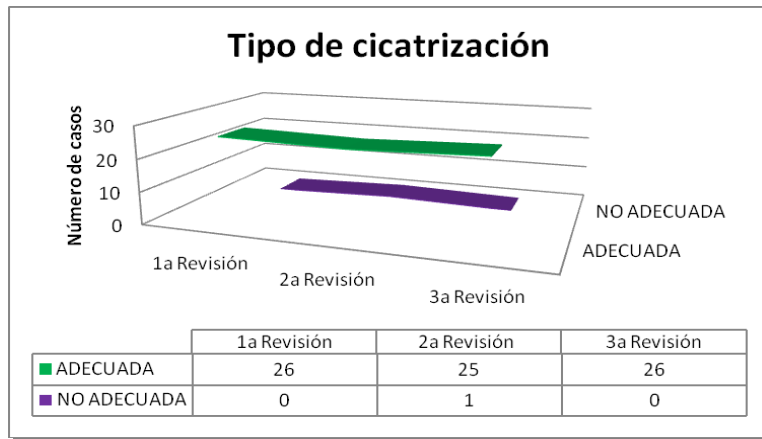 Tipo de cicatrización
Número de casos
30
20
10
0
NO ADECUADA
ADECUADA
1a Revisión
2a Revisión
3a Revisión
1a Revisión 2a Revisión 3a Revisión
ADECUADA 26 25 26
NO ADECUADA 0 1 0